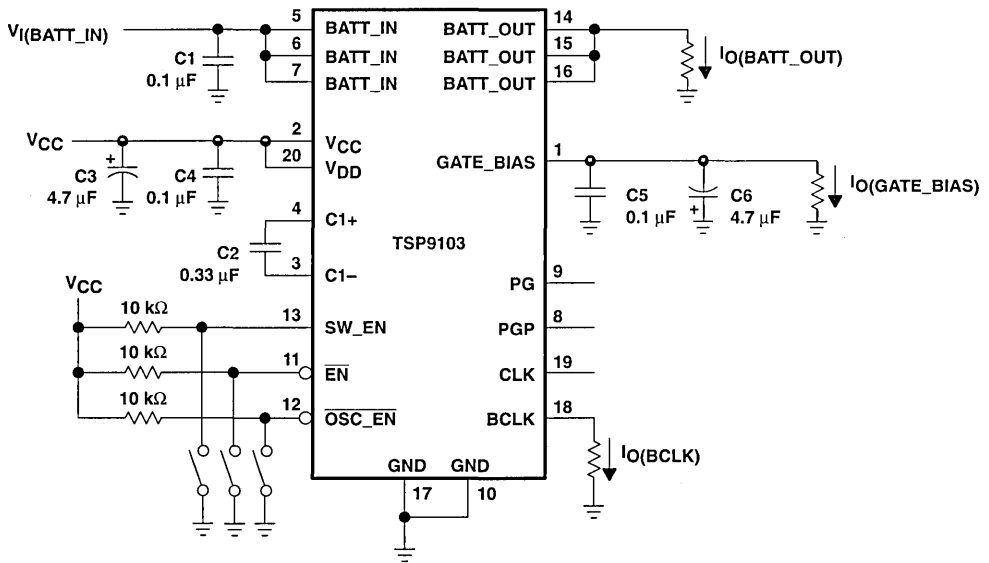 V_I(BATT_IN)
C1
0.1 µF
5
6
7
BATT_IN
BATT_IN
BATT_IN
BATT_OUT
BATT_OUT
BATT_OUT
14
15
16
I_O(BATT_OUT)
V_CC
+
C3
4.7 µF
C4
0.1 µF
2
20
V_CC
V_DD
GATE_BIAS
1
C5
0.1 µF
+
C6
4.7 µF
I_O(GATE_BIAS)
C2
0.33 µF
4
3
C1+
C1−
TSP9103
V_CC
10 kΩ
10 kΩ
10 kΩ
13
11
12
SW_EN
E̅N̅
O̅S̅C̅_̅E̅N̅
PG
PGP
CLK
BCLK
9
8
19
18
I_O(BCLK)
GND
GND
17
10